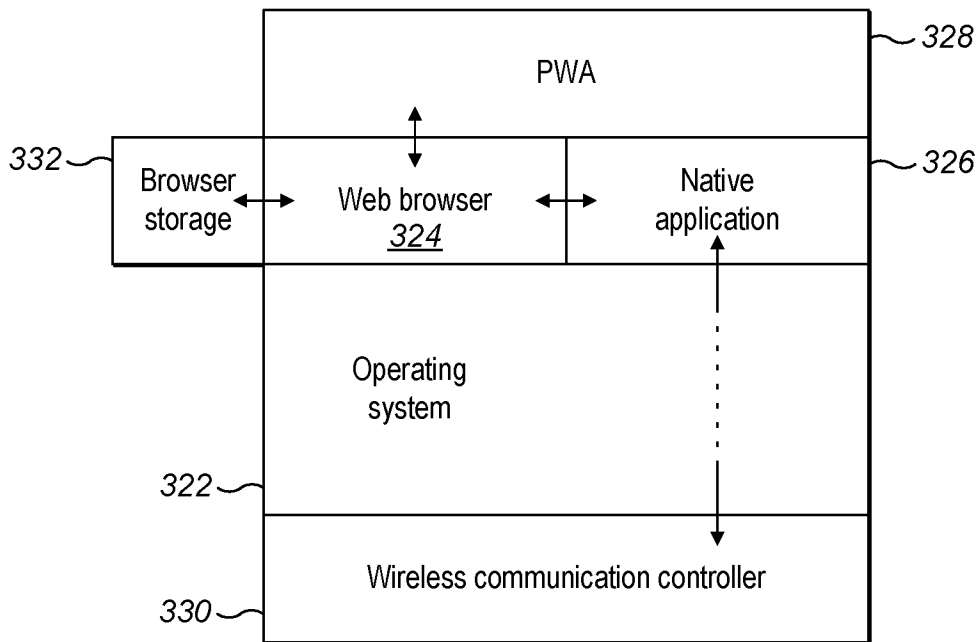 328
PWA
332
326
Browser
storage
Web browser
324
Native
application
Operating
system
322
Wireless communication controller
330